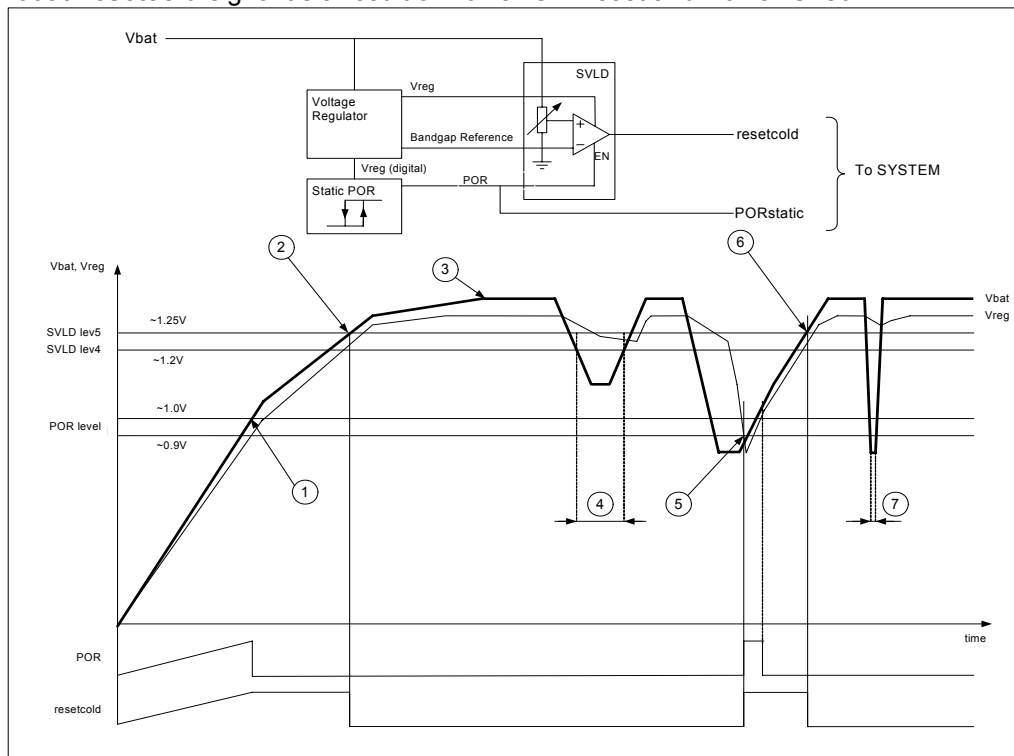 Vbat
SVLD
Vreg
Voltage
Regulator
Bandgap Reference
+
−
EN
resetcold
Vreg (digital)
Static POR
POR
PORstatic
To SYSTEM
2
3
6
Vbat, Vreg
Vbat
Vreg
~1.25V
SVLD lev5
SVLD lev4
~1.2V
~1.0V
POR level
~0.9V
1
4
5
7
time
POR
resetcold